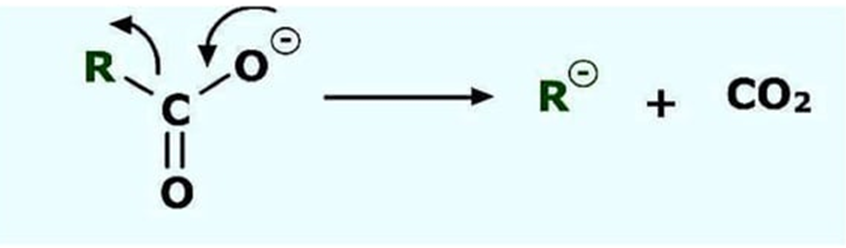 R O⊖
C
O
R⊖ + CO₂